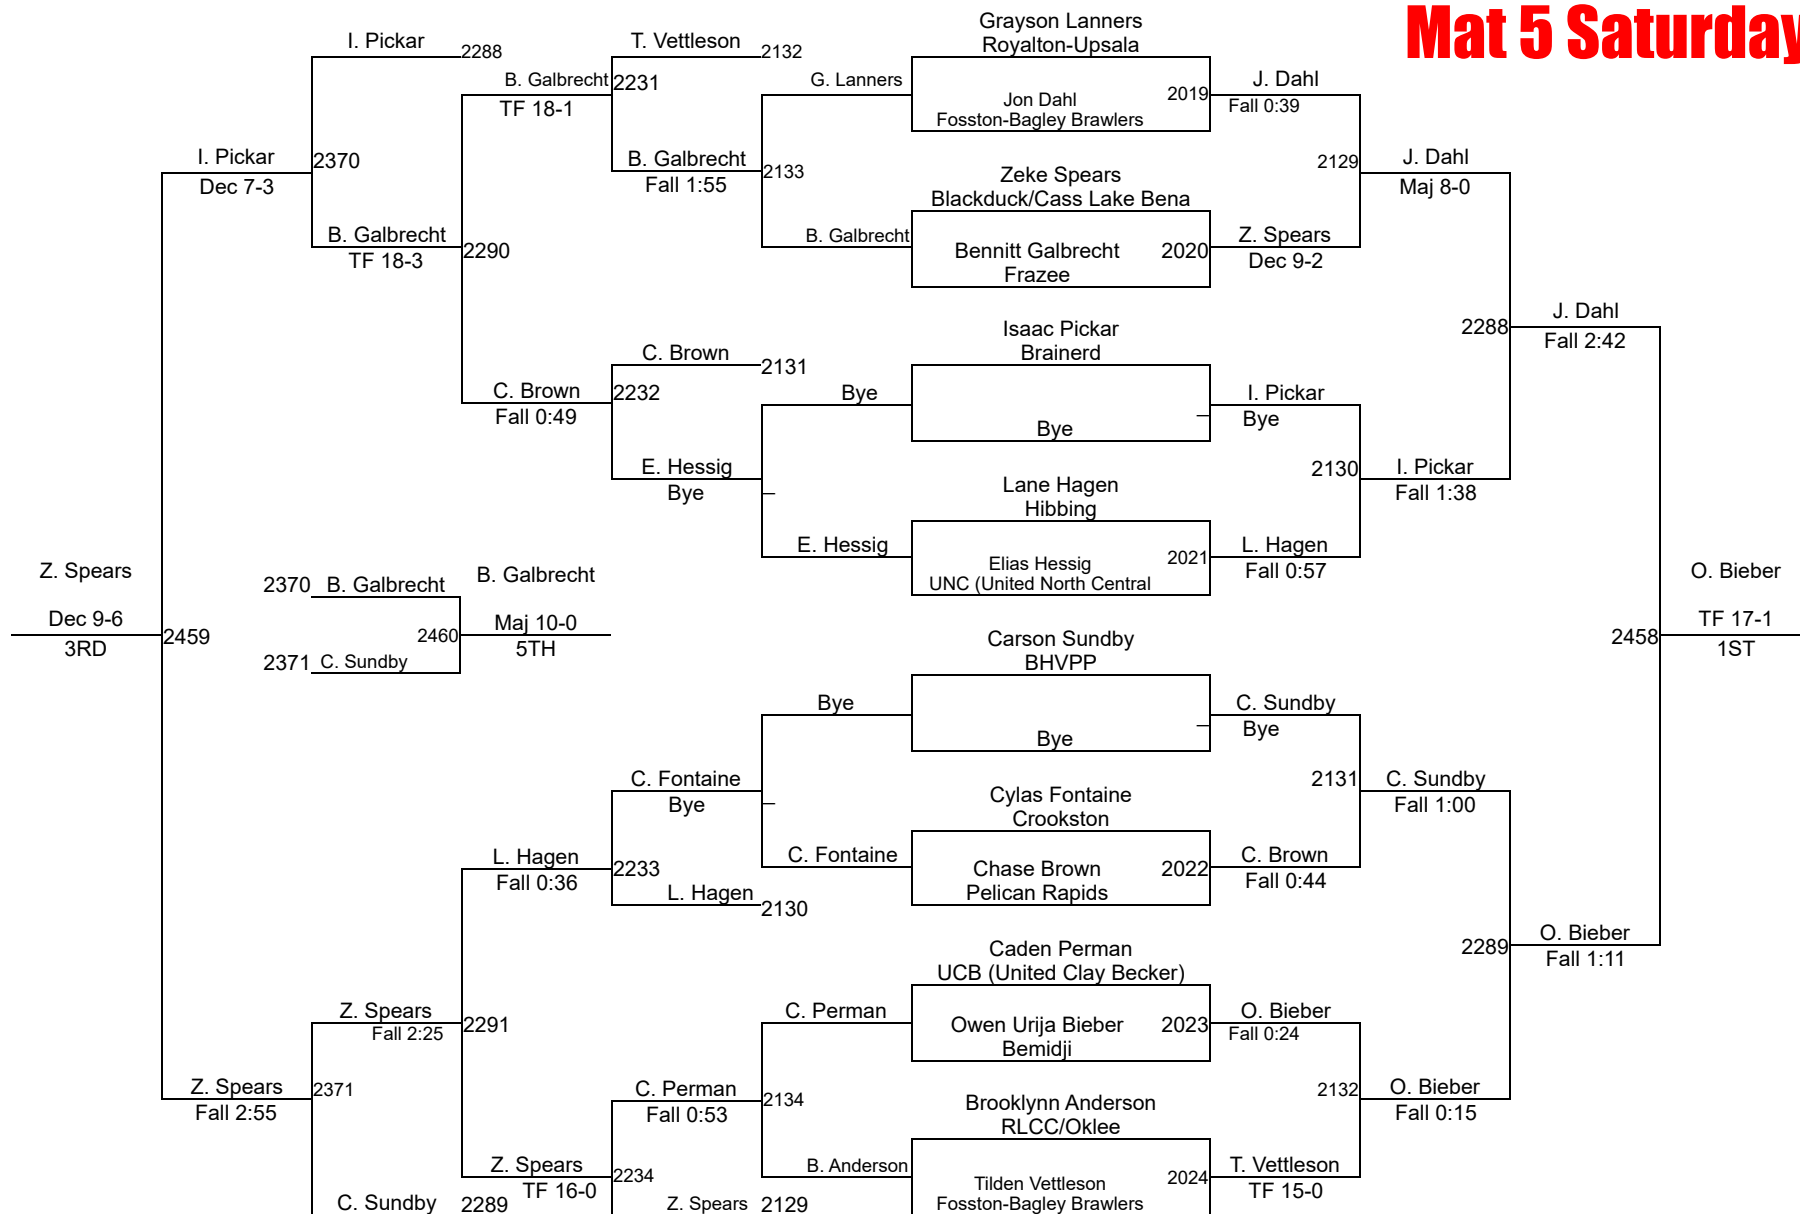 Mat 5 Saturday
Grayson Lanners
Royalton-Upsala
I. Pickar
2288
T. Vettleson
2132
B. Galbrecht
2231
TF 18-1
G. Lanners
Jon Dahl
Fosston-Bagley Brawlers
2019
J. Dahl
Fall 0:39
I. Pickar
2370
Dec 7-3
B. Galbrecht
Fall 1:55
2133
Zeke Spears
Blackduck/Cass Lake Bena
2129
J. Dahl
Maj 8-0
B. Galbrecht
TF 18-3
2290
B. Galbrecht
Bennitt Galbrecht
Frazee
2020
Z. Spears
Dec 9-2
Isaac Pickar
Brainerd
2288
J. Dahl
Fall 2:42
C. Brown
2131
C. Brown
Fall 0:49
2232
Bye
Bye
–
I. Pickar
Bye
E. Hessig
Bye
–
Lane Hagen
Hibbing
2130
I. Pickar
Fall 1:38
E. Hessig
Elias Hessig
UNC (United North Central
2021
L. Hagen
Fall 0:57
Z. Spears
Dec 9-6
3RD
2459
2370
B. Galbrecht
2371
C. Sundby
2460
B. Galbrecht
Maj 10-0
5TH
O. Bieber
2458
TF 17-1
1ST
Carson Sundby
BHVPP
Bye
Bye
–
C. Sundby
Bye
C. Fontaine
Bye
–
Cylas Fontaine
Crookston
2131
C. Sundby
Fall 1:00
L. Hagen
Fall 0:36
2233
C. Fontaine
Chase Brown
Pelican Rapids
2022
C. Brown
Fall 0:44
L. Hagen
2130
Caden Perman
UCB (United Clay Becker)
2289
O. Bieber
Fall 1:11
Z. Spears
Fall 2:25
2291
C. Perman
Owen Urija Bieber
Bemidji
2023
O. Bieber
Fall 0:24
Z. Spears
Fall 2:55
2371
C. Perman
Fall 0:53
2134
Brooklynn Anderson
RLCC/Oklee
2132
O. Bieber
Fall 0:15
Z. Spears
TF 16-0
2234
B. Anderson
Tilden Vettleson
Fosston-Bagley Brawlers
2024
T. Vettleson
TF 15-0
C. Sundby
2289
Z. Spears
2129